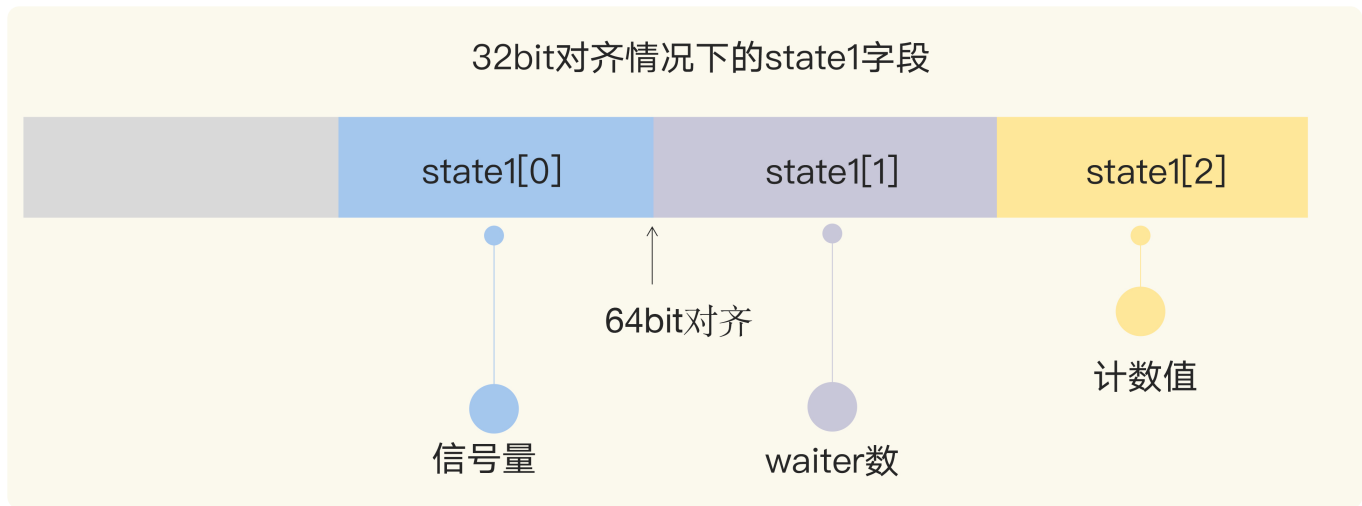 32bit对齐情况下的state1字段
state1[0]
state1[1]
state1[2]
64bit对齐
计数值
信号量
waiter数